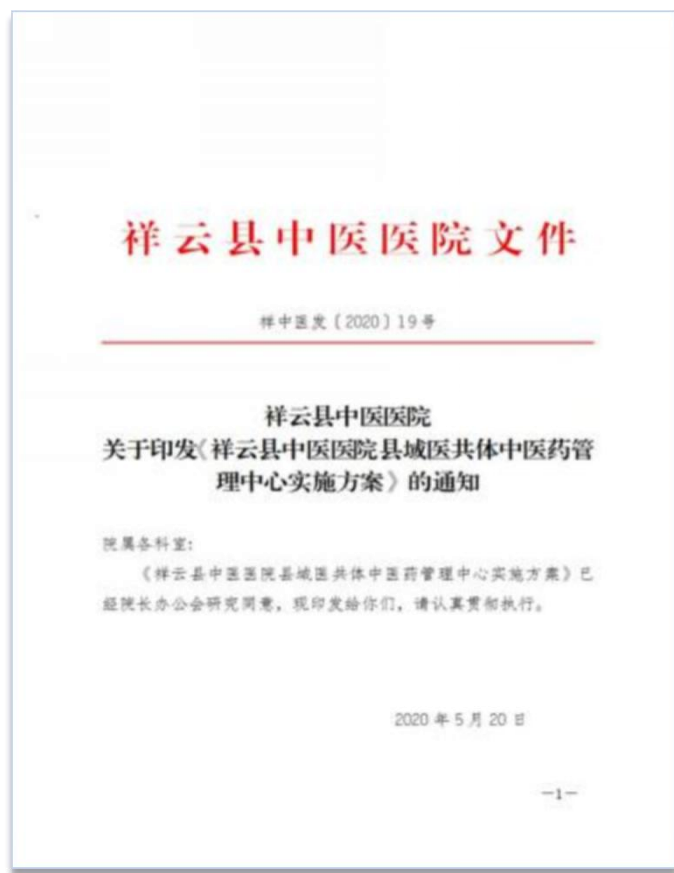 祥云县中医医院文件
祥中医发〔2020〕19号
祥云县中医医院
关于印发《祥云县中医医院县域医共体中医药管
理中心实施方案》的通知
院属各科室:
《祥云县中医医院县域医共体中医药管理中心实施方案》已
经院长办公会研究同意，现印发给你们，请认真贯彻执行。
2020年5月20日
—1—